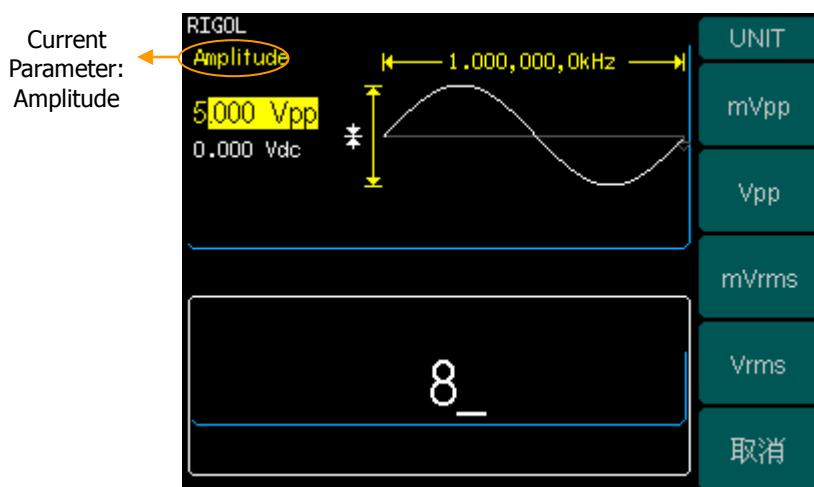 Current
Parameter:
Amplitude
RIGOL
Amplitude
1.000,000,0kHz
5.000 Vpp
0.000 Vdc
8_
UNIT
mVpp
Vpp
mVrms
Vrms
取消